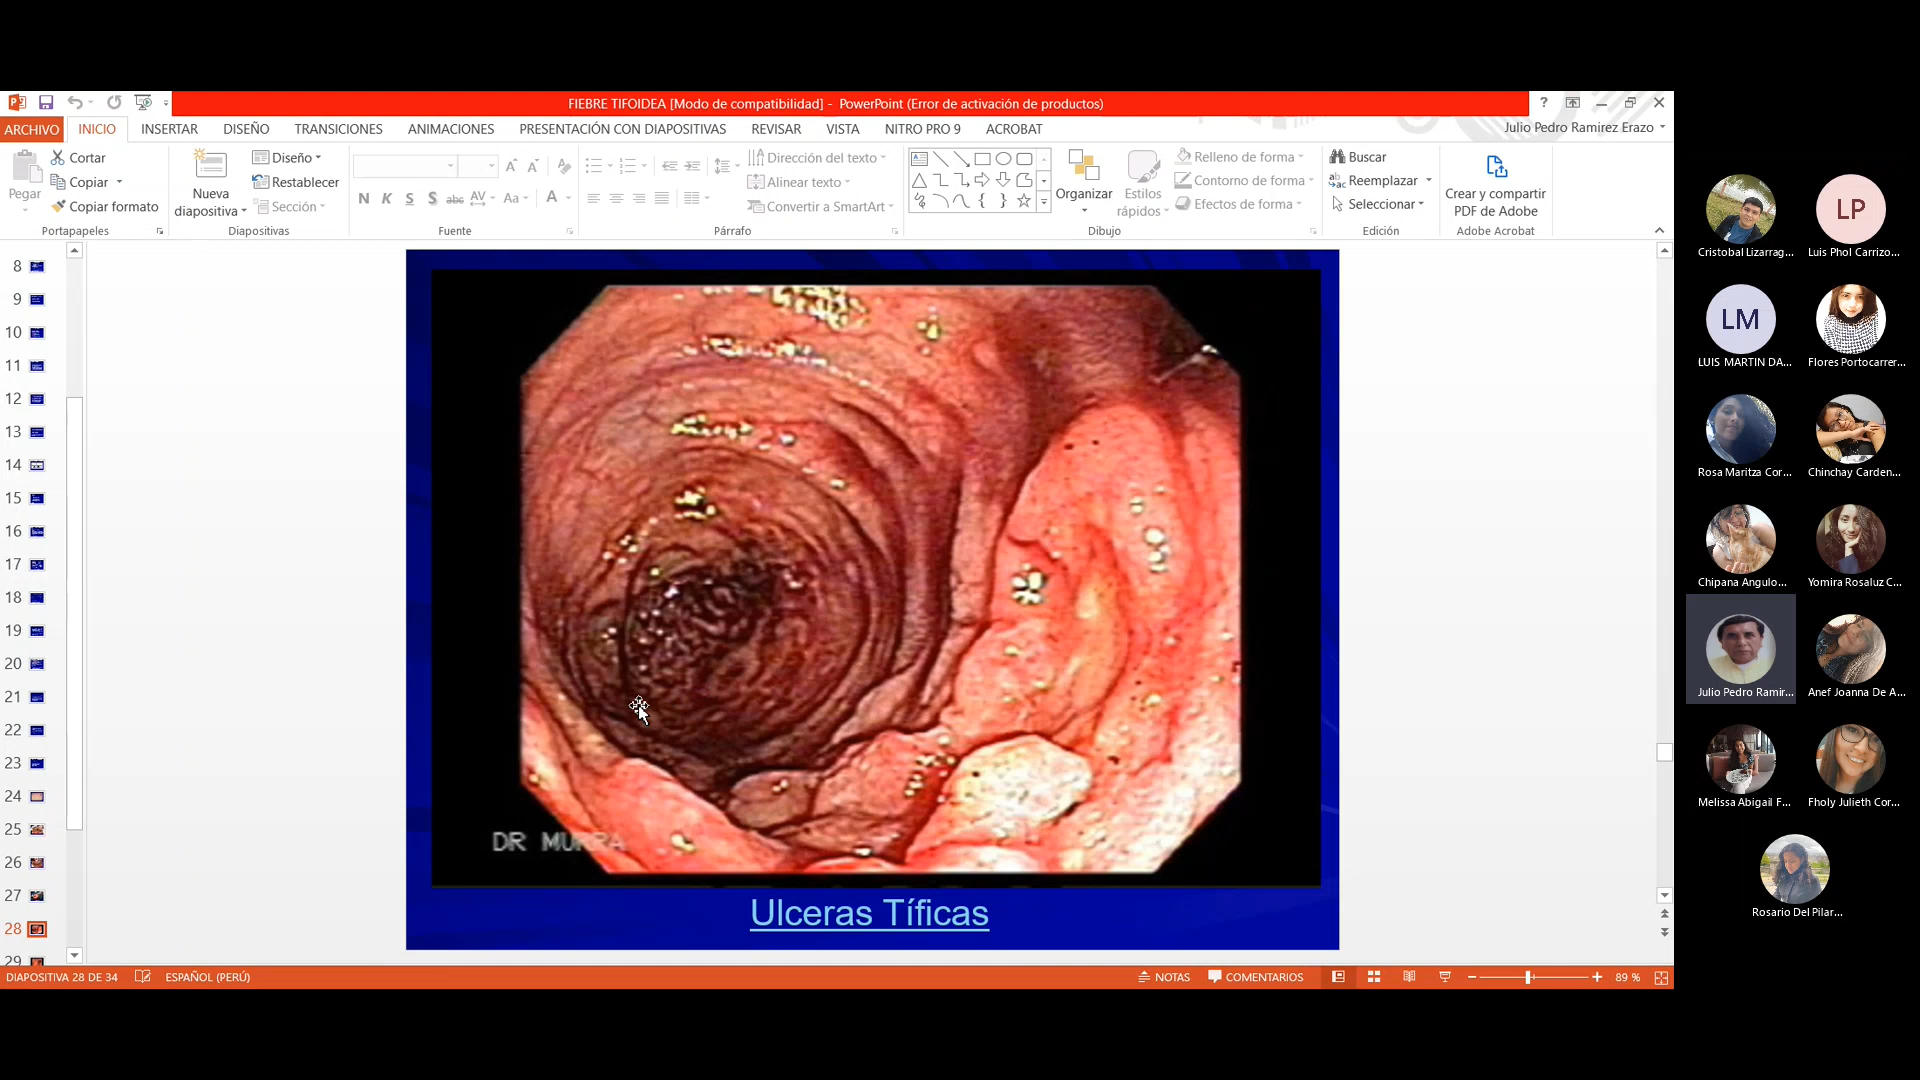 FIEBRE TIFOIDEA [Modo de compatibilidad] - PowerPoint (Error de activación de productos)
ARCHIVO INICIO INSERTAR DISEÑO TRANSICIONES ANIMACIONES PRESENTACIÓN CON DIAPOSITIVAS REVISAR VISTA NITRO PRO 9 ACROBAT
Julio Pedro Ramirez Erazo
Pegar
Cortar
Copiar
Copiar formato
Portapapeles
Nueva
diapositiva
Diseño
Restablecer
Sección
Diapositivas
N K S S abc AV Aa A
Fuente
Dirección del texto
Alinear texto
Convertir a SmartArt
Párrafo
Organizar
Estilos
rápidos
Relleno de forma
Contorno de forma
Efectos de forma
Dibujo
Buscar
Reemplazar
Seleccionar
Edición
Crear y compartir
PDF de Adobe
Adobe Acrobat
8
9
10
11
12
13
14
15
16
17
18
19
20
21
22
23
24
25
26
27
28
29
Ulceras Tíficas
DIAPOSITIVA 28 DE 34 ESPAÑOL (PERÚ) NOTAS COMENTARIOS 89 %
LP
Cristobal Lizarrag... Luis Phol Carrizo...
LM
LUIS MARTIN DA... Flores Portocarrer...
Rosa Maritza Cor... Chinchay Carden...
Chipana Angulo... Yomira Rosaluz C...
Julio Pedro Ramir... Anef Joanna De A...
Melissa Abigail F... Fholy Julieth Cor...
Rosario Del Pilar...